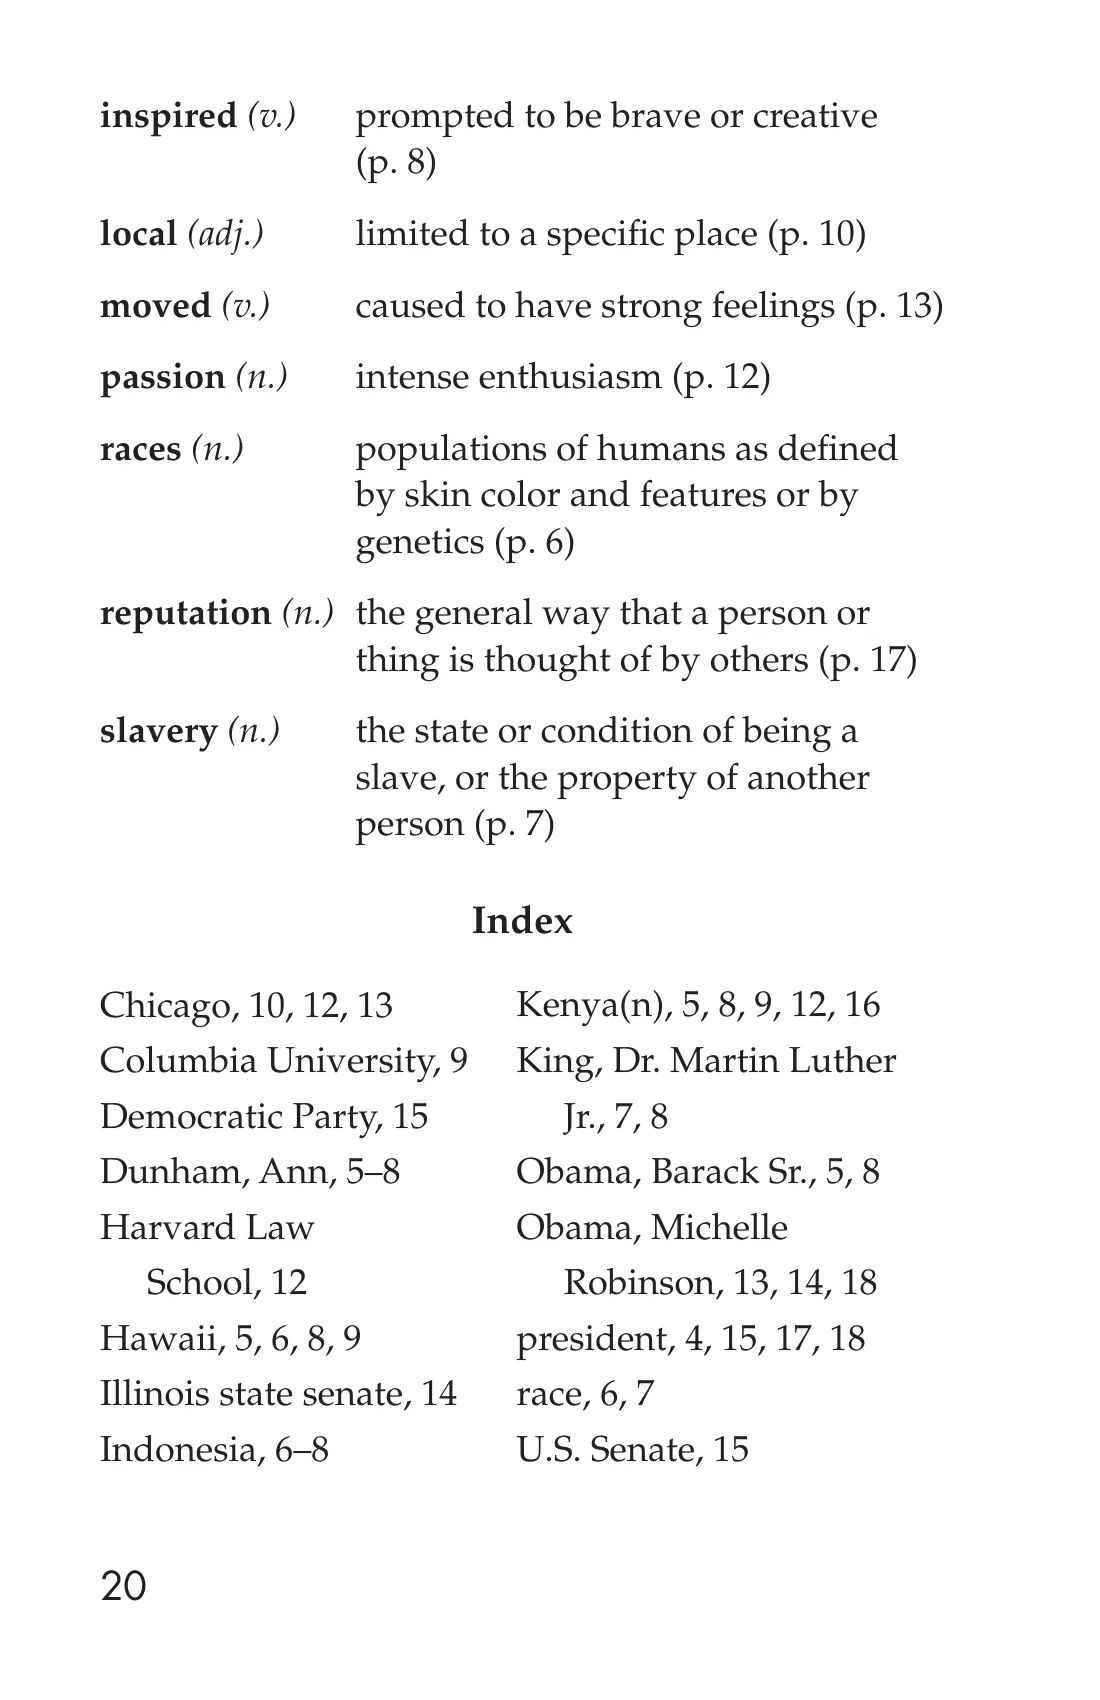 inspired (v.) prompted to be brave or creative
(p. 8)
local (adj.) limited to a specific place (p. 10)
moved (v.) caused to have strong feelings (p. 13)
passion (n.) intense enthusiasm (p. 12)
races (n.) populations of humans as defined
by skin color and features or by
genetics (p. 6)
reputation (n.) the general way that a person or
thing is thought of by others (p. 17)
slavery (n.) the state or condition of being a
slave, or the property of another
person (p. 7)
Index
Chicago, 10, 12, 13
Columbia University, 9
Democratic Party, 15
Dunham, Ann, 5–8
Harvard Law
School, 12
Hawaii, 5, 6, 8, 9
Illinois state senate, 14
Indonesia, 6–8
Kenya(n), 5, 8, 9, 12, 16
King, Dr. Martin Luther
Jr., 7, 8
Obama, Barack Sr., 5, 8
Obama, Michelle
Robinson, 13, 14, 18
president, 4, 15, 17, 18
race, 6, 7
U.S. Senate, 15
20